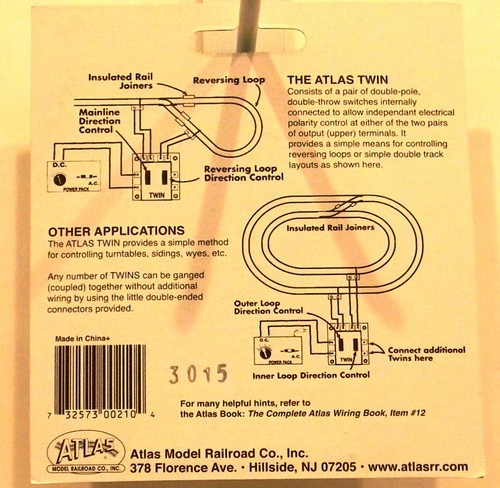 Insulated Rail
Joiners
Reversing Loop
Mainline
Direction
Control
D.C.
A.C.
POWER PACK
TWIN
Reversing Loop
Direction Control
THE ATLAS TWIN
Consists of a pair of double-pole,
double-throw switches internally
connected to allow independant electrical
polarity control at either of the two pairs
of output (upper) terminals. It
provides a simple means for controlling
reversing loops or simple double track
layouts as shown here.
OTHER APPLICATIONS
The ATLAS TWIN provides a simple method
for controlling turntables, sidings, wyes, etc.
Any number of TWINS can be ganged
(coupled) together without additional
wiring by using the little double-ended
connectors provided.
Insulated Rail Joiners
Outer Loop
Direction Control
D.C.
A.C.
POWER PACK
TWIN
Connect additional
Twins here
Inner Loop Direction Control
Made in China+
7 32573 00210 4
3015
For many helpful hints, refer to
the Atlas Book: The Complete Atlas Wiring Book, Item #12
ATLAS
MODEL RAILROAD CO., INC.
Atlas Model Railroad Co., Inc.
378 Florence Ave. • Hillside, NJ 07205 • www.atlasrr.com